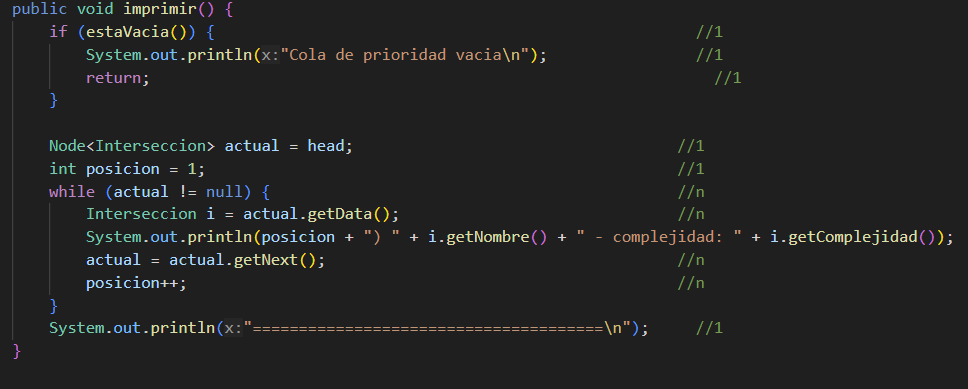 public void imprimir() {
if (estaVacia()) { //1
System.out.println(x:"Cola de prioridad vacia\n"); //1
return; //1
}
Node<Interseccion> actual = head; //1
int posicion = 1; //1
while (actual != null) { //n
Interseccion i = actual.getData(); //n
System.out.println(posicion + ") " + i.getNombre() + " - complejidad: " + i.getComplejidad());
actual = actual.getNext(); //n
posicion++; //n
}
System.out.println(x:"======================================\n"); //1
}